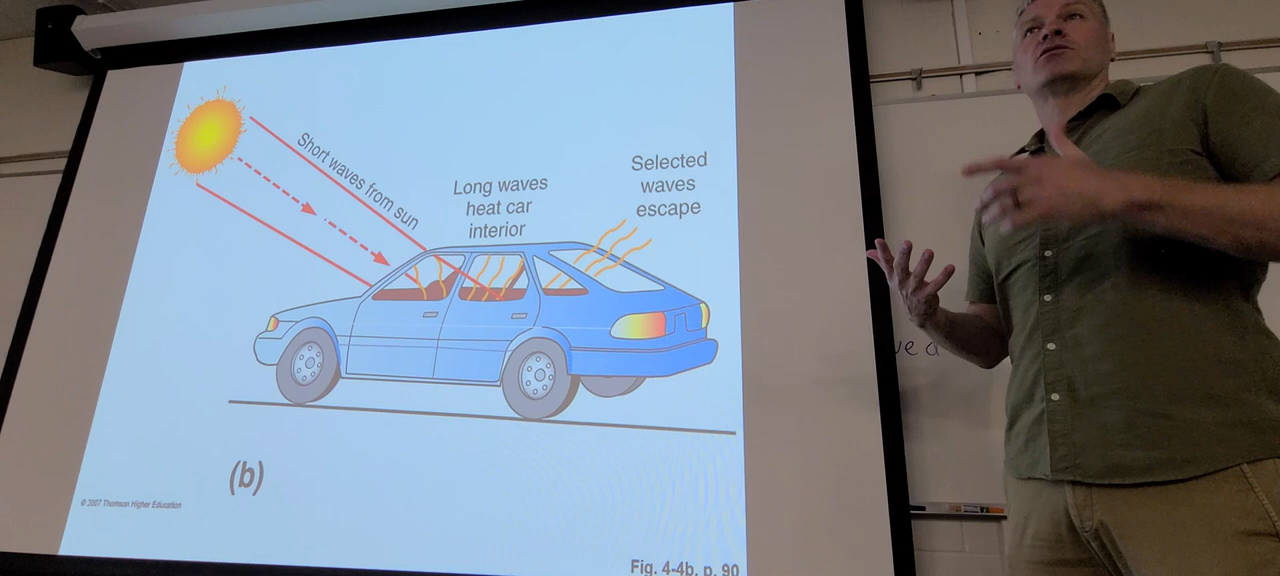 Short waves from sun
Long waves
heat car
interior
Selected
waves
escape
(b)
© 2007 Thomson Higher Education
Fig. 4-4b, p. 90